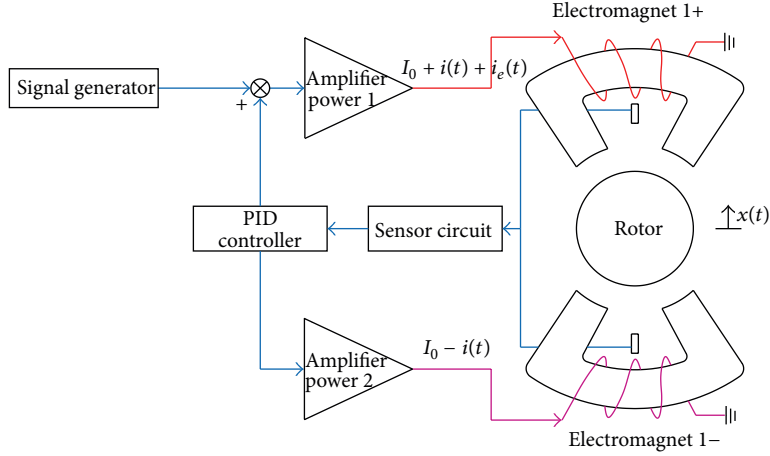 Electromagnet 1+
I₀ + i(t) + iₑ(t)
Signal generator
+
Amplifier
power 1
PID
controller
Sensor circuit
Rotor
x(t)
I₀ − i(t)
Amplifier
power 2
Electromagnet 1−